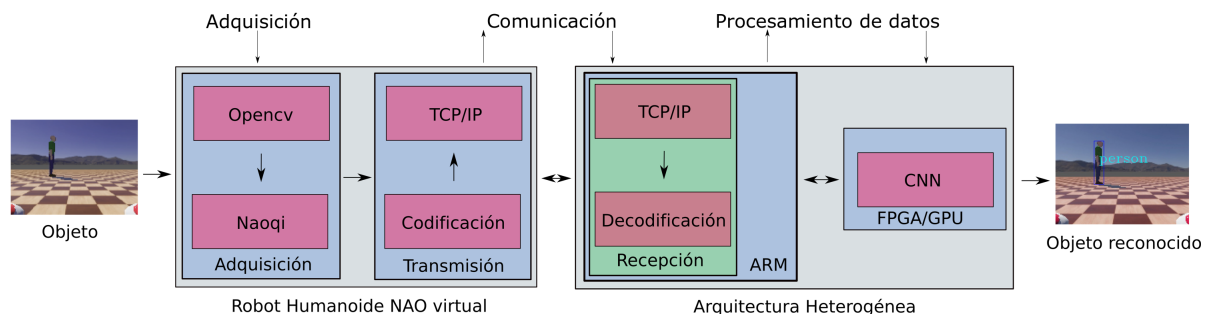 Adquisición
Comunicación
Procesamiento de datos
Opencv
Naoqi
Adquisición
TCP/IP
Codificación
Transmisión
TCP/IP
Decodificación
Recepción
ARM
CNN
FPGA/GPU
Objeto
person
Objeto reconocido
Robot Humanoide NAO virtual
Arquitectura Heterogénea